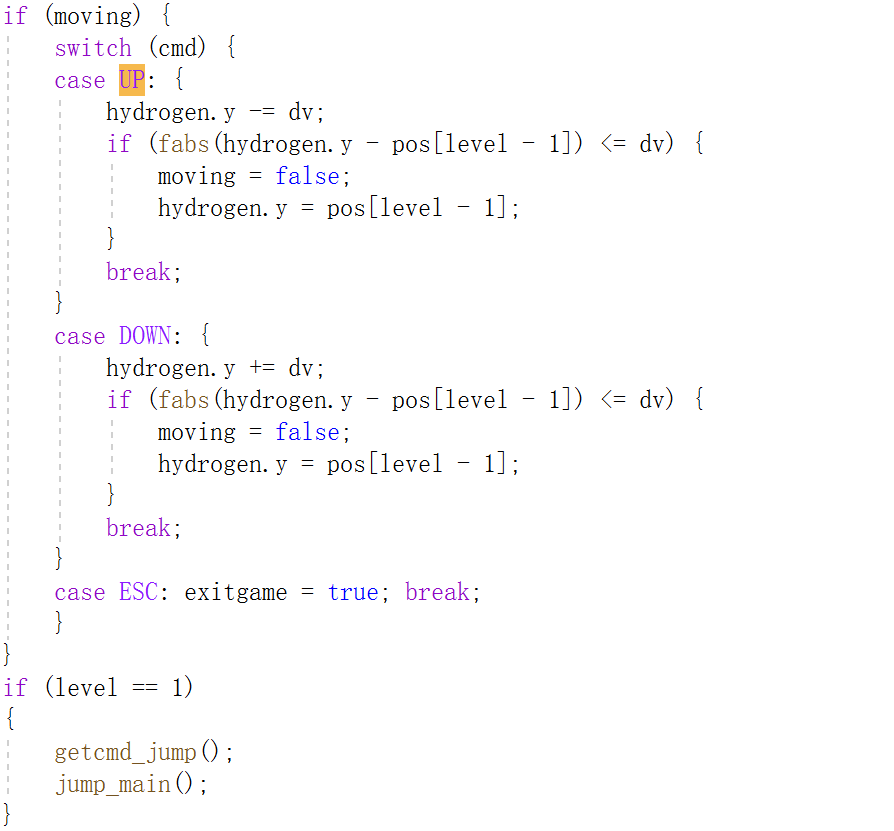 if (moving) {
    switch (cmd) {
    case UP: {
        hydrogen.y -= dv;
        if (fabs(hydrogen.y - pos[level - 1]) <= dv) {
            moving = false;
            hydrogen.y = pos[level - 1];
        }
        break;
    }
    case DOWN: {
        hydrogen.y += dv;
        if (fabs(hydrogen.y - pos[level - 1]) <= dv) {
            moving = false;
            hydrogen.y = pos[level - 1];
        }
        break;
    }
    case ESC: exitgame = true; break;
    }
}
if (level == 1)
{
    getcmd_jump();
    jump_main();
}